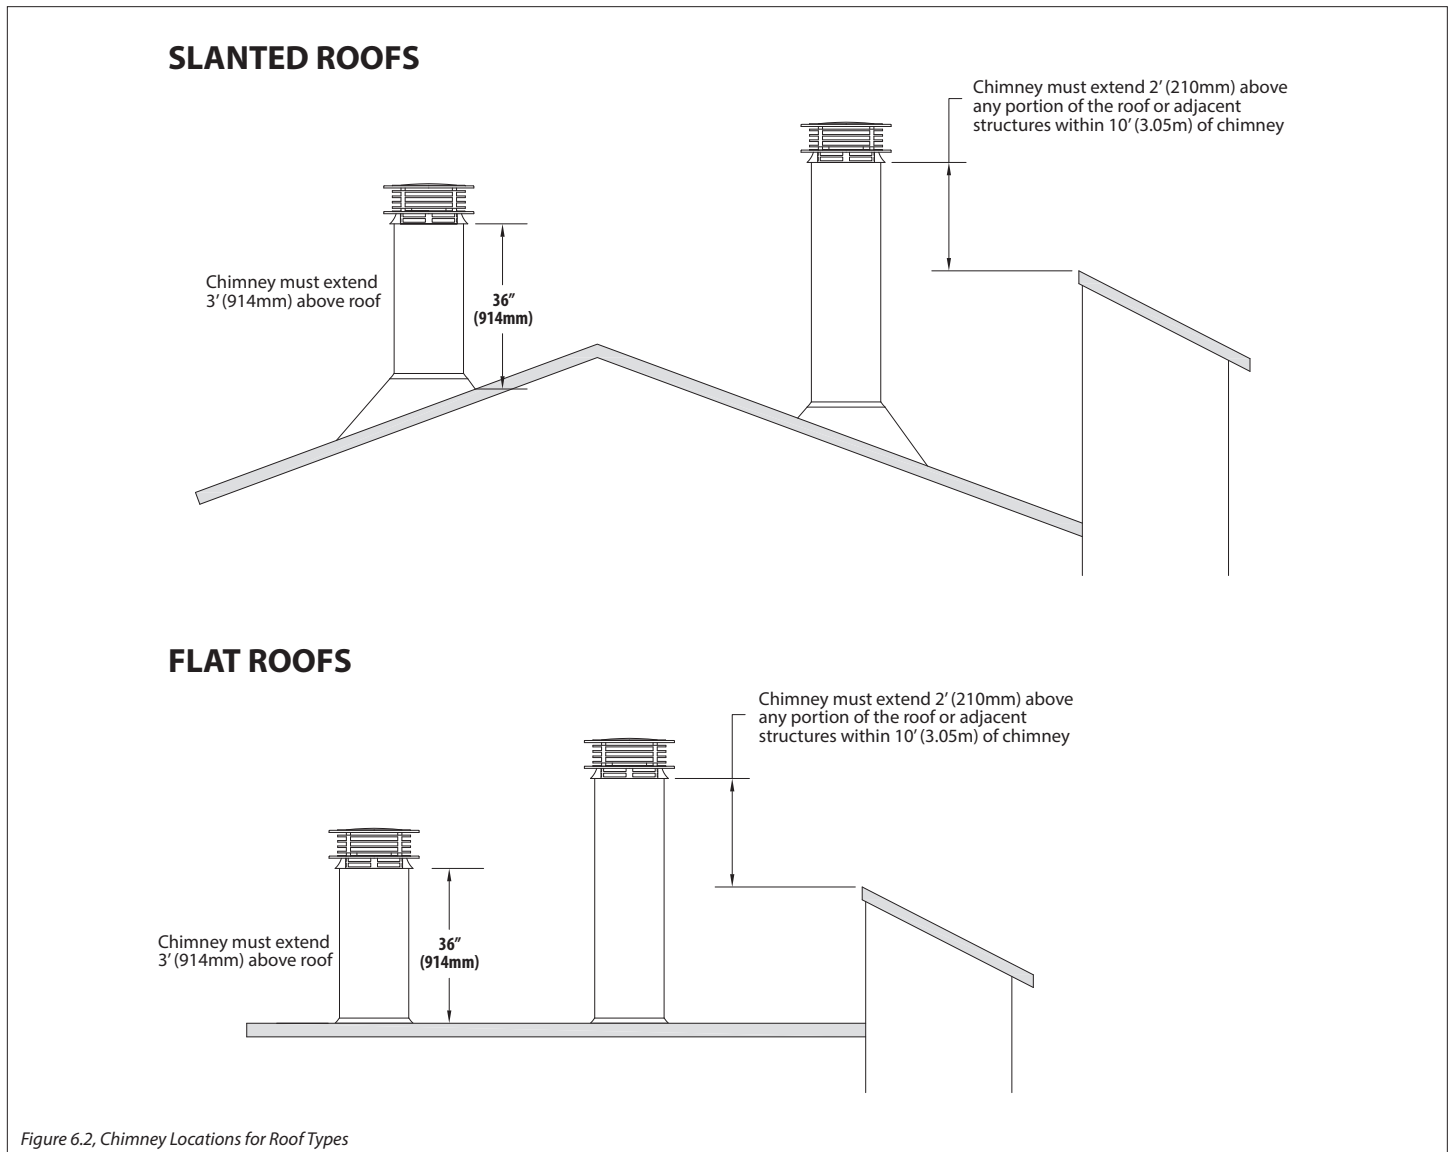 SLANTED ROOFS
Chimney must extend 2’ (210mm) above
any portion of the roof or adjacent
structures within 10’ (3.05m) of chimney
Chimney must extend
3’ (914mm) above roof
36”
(914mm)
FLAT ROOFS
Chimney must extend 2’ (210mm) above
any portion of the roof or adjacent
structures within 10’ (3.05m) of chimney
Chimney must extend
3’ (914mm) above roof
36”
(914mm)
Figure 6.2, Chimney Locations for Roof Types